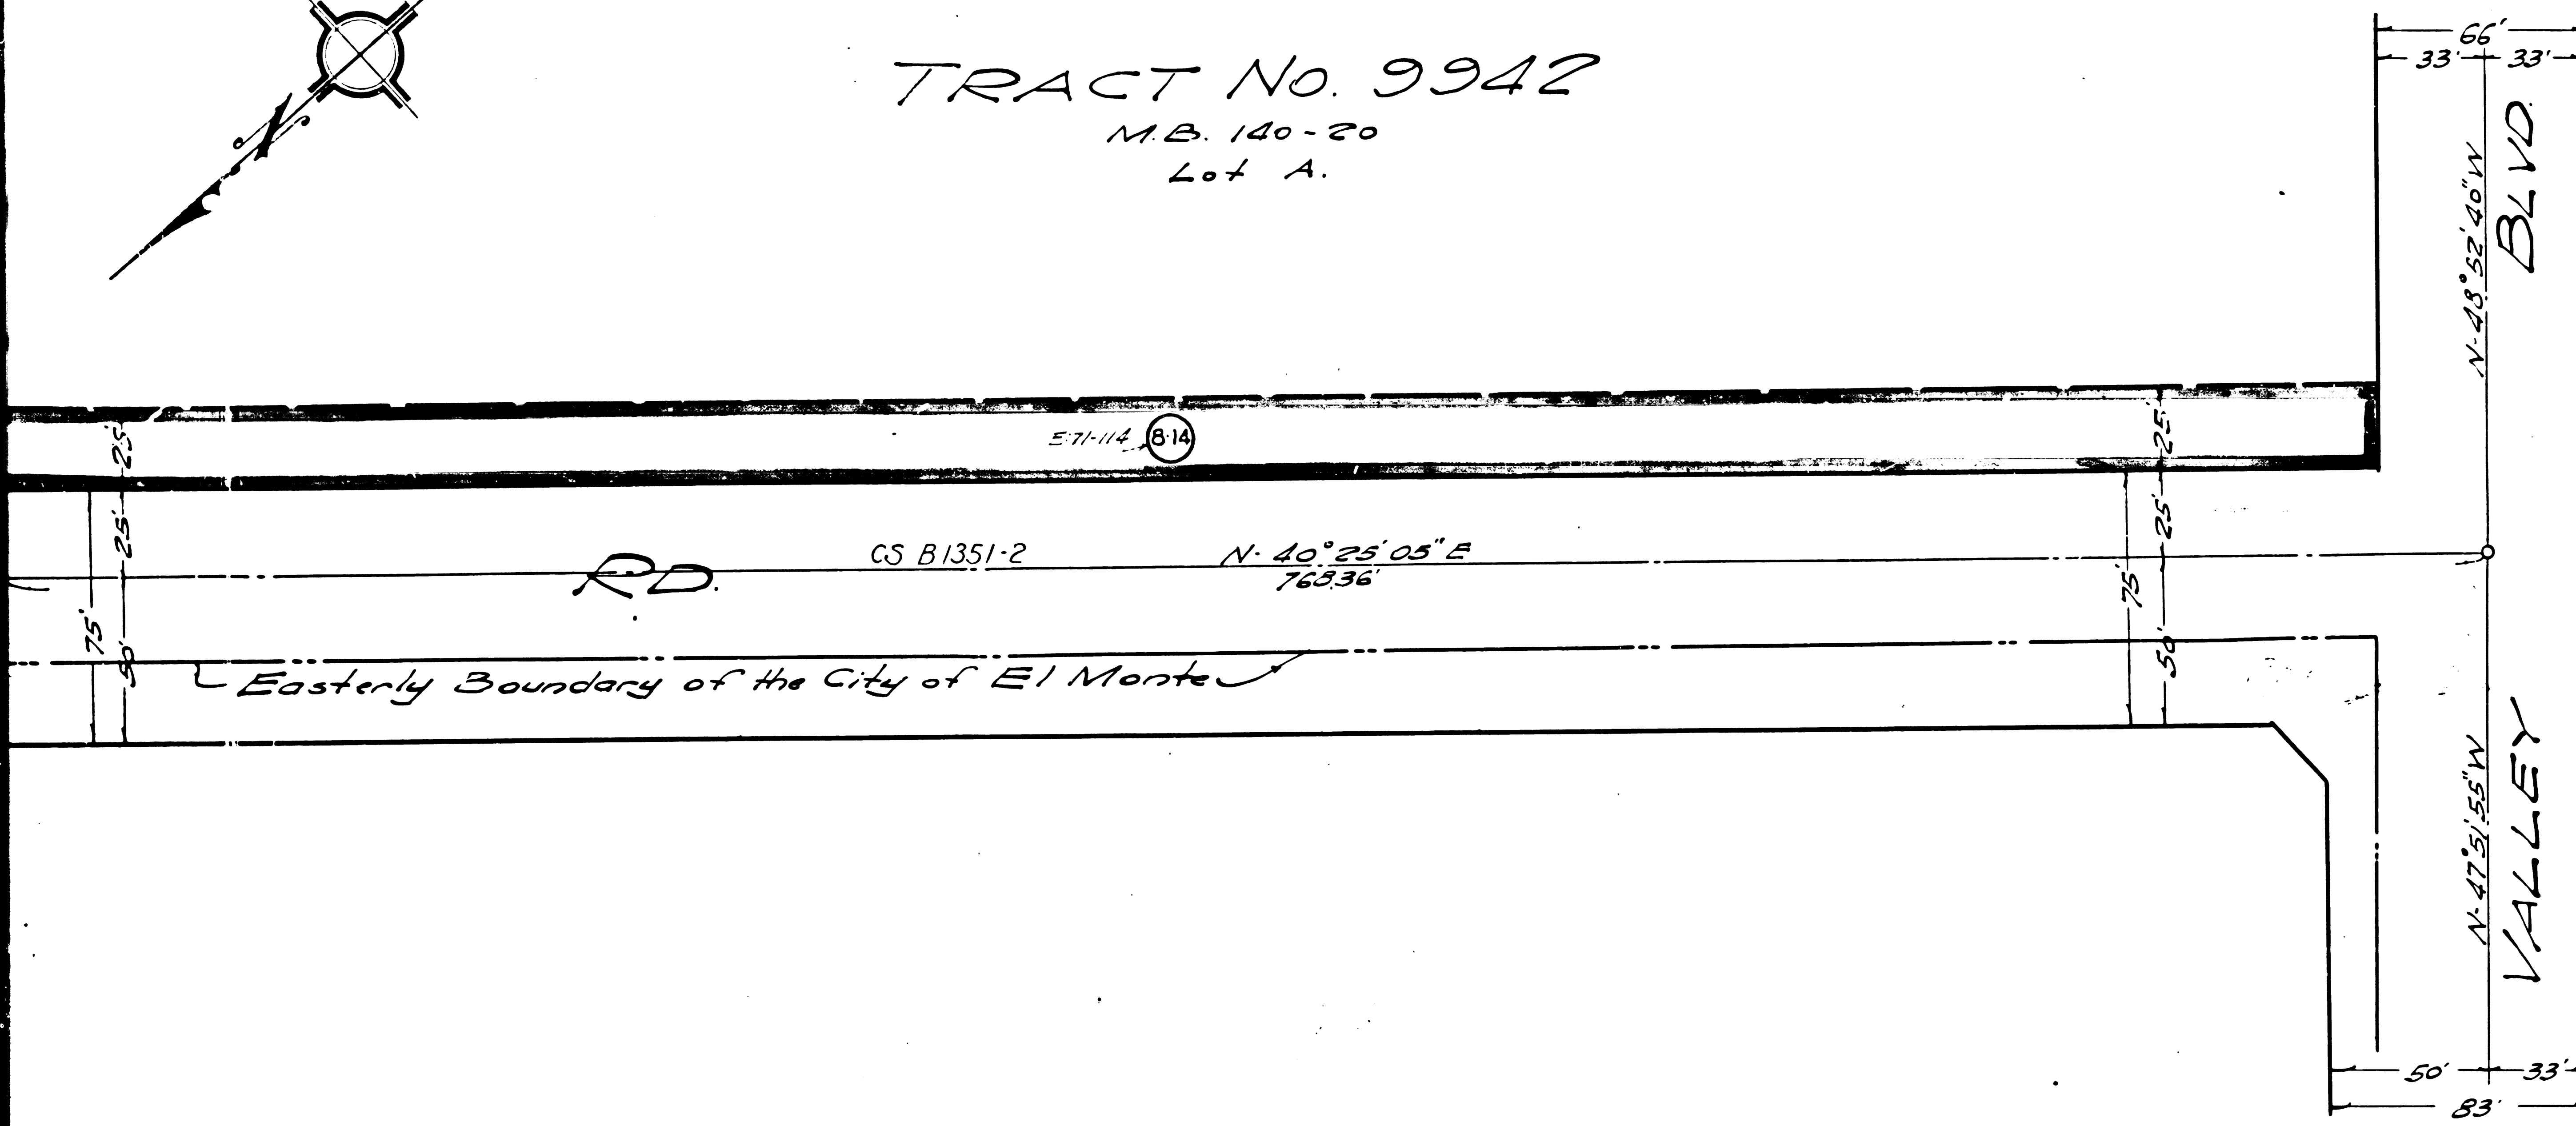 TRACT NO. 9942
M.B. 140-20
Lot A.
N
66'
33' 33'
N-48°52'40"W
BLVD.
E:71-114 8·14
25' 25'
25' 25'
75' 75'
50' 50'
CS B1351-2
N-40°25'05"E
768.36'
RD.
Easterly Boundary of the City of El Monte
N-47°51'55"W
VALLEY
50' 33'
83'